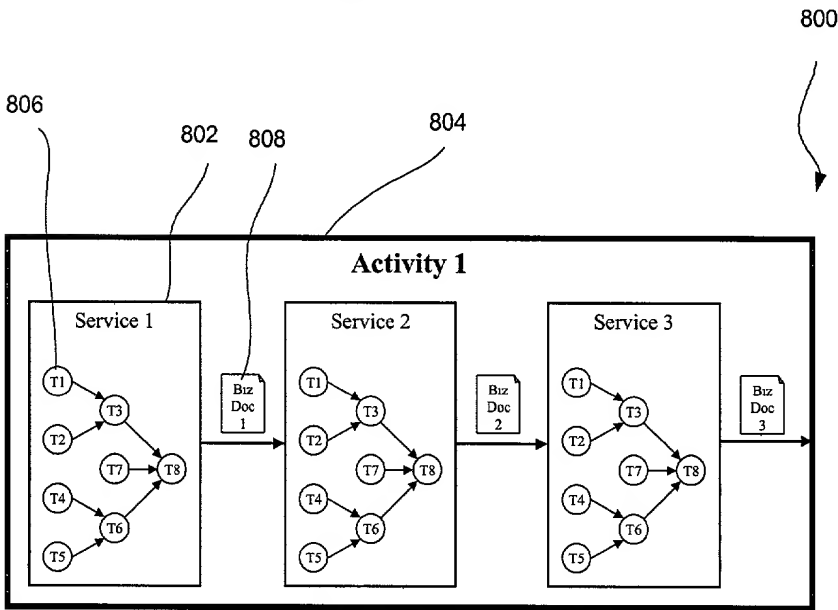 800
806
802
808
804
Activity 1
Service 1
T1
T2
T3
T7
T8
T4
T5
T6
Biz
Doc
1
Service 2
T1
T2
T3
T7
T8
T4
T5
T6
Biz
Doc
2
Service 3
T1
T2
T3
T7
T8
T4
T5
T6
Biz
Doc
3